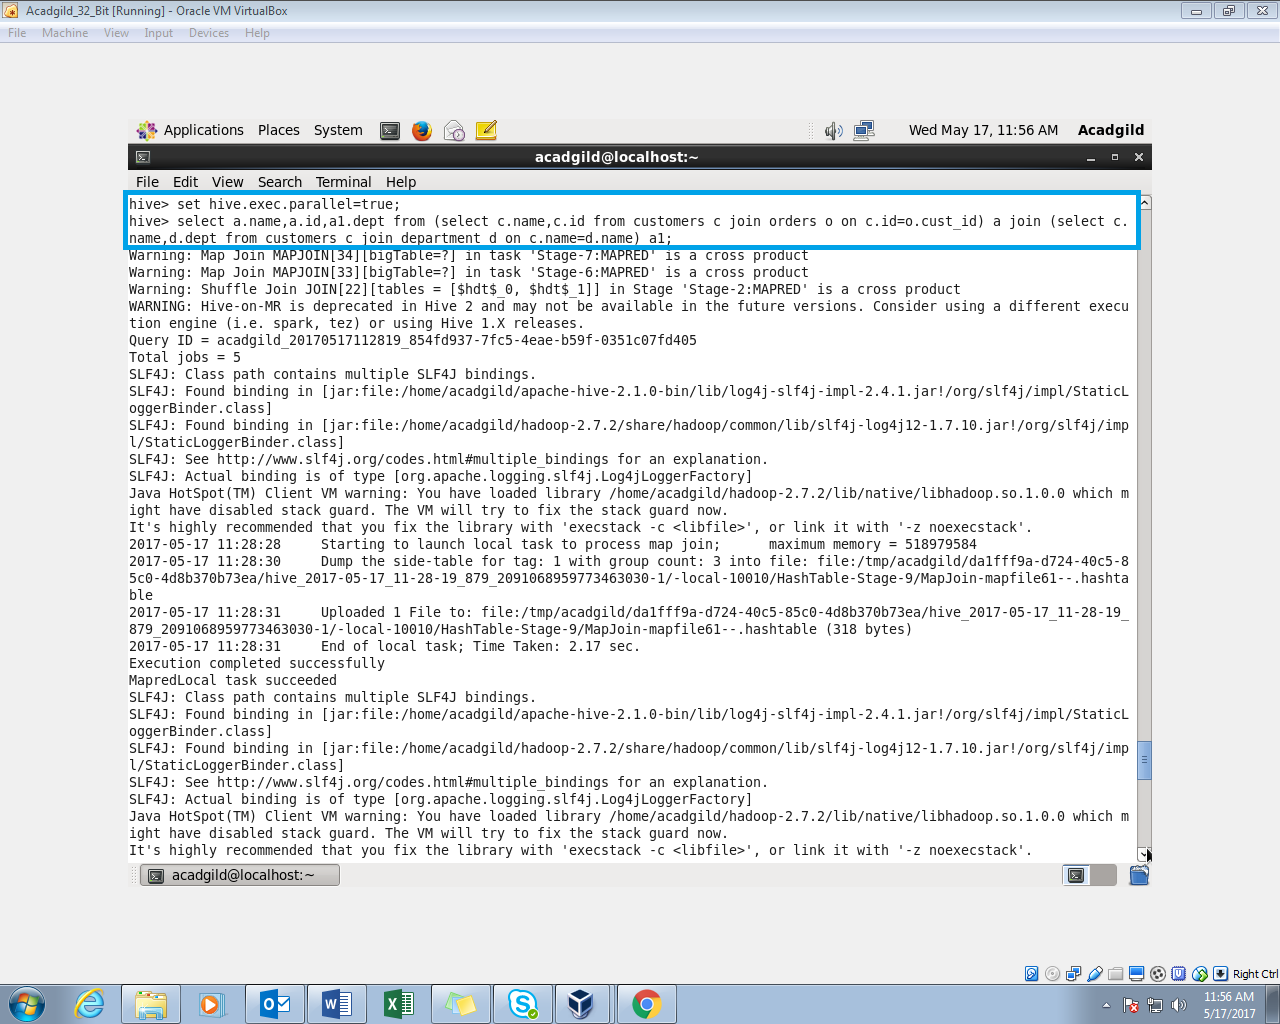 Acadgild_32_Bit [Running] - Oracle VM VirtualBox
File Machine View Input Devices Help
Applications Places System Wed May 17, 11:56 AM Acadgild
acadgild@localhost:~
File Edit View Search Terminal Help
hive> set hive.exec.parallel=true;
hive> select a.name,a.id,a1.dept from (select c.name,c.id from customers c join orders o on c.id=o.cust_id) a join (select c.
name,d.dept from customers c join department d on c.name=d.name) a1;
Warning: Map Join MAPJOIN[34][bigTable=?] in task 'Stage-7:MAPRED' is a cross product
Warning: Map Join MAPJOIN[33][bigTable=?] in task 'Stage-6:MAPRED' is a cross product
Warning: Shuffle Join JOIN[22][tables = [$hdt$_0, $hdt$_1]] in Stage 'Stage-2:MAPRED' is a cross product
WARNING: Hive-on-MR is deprecated in Hive 2 and may not be available in the future versions. Consider using a different execu
tion engine (i.e. spark, tez) or using Hive 1.X releases.
Query ID = acadgild_20170517112819_854fd937-7fc5-4eae-b59f-0351c07fd405
Total jobs = 5
SLF4J: Class path contains multiple SLF4J bindings.
SLF4J: Found binding in [jar:file:/home/acadgild/apache-hive-2.1.0-bin/lib/log4j-slf4j-impl-2.4.1.jar!/org/slf4j/impl/StaticL
oggerBinder.class]
SLF4J: Found binding in [jar:file:/home/acadgild/hadoop-2.7.2/share/hadoop/common/lib/slf4j-log4j12-1.7.10.jar!/org/slf4j/imp
l/StaticLoggerBinder.class]
SLF4J: See http://www.slf4j.org/codes.html#multiple_bindings for an explanation.
SLF4J: Actual binding is of type [org.apache.logging.slf4j.Log4jLoggerFactory]
Java HotSpot(TM) Client VM warning: You have loaded library /home/acadgild/hadoop-2.7.2/lib/native/libhadoop.so.1.0.0 which m
ight have disabled stack guard. The VM will try to fix the stack guard now.
It's highly recommended that you fix the library with 'execstack -c <libfile>', or link it with '-z noexecstack'.
2017-05-17 11:28:28 Starting to launch local task to process map join; maximum memory = 518979584
2017-05-17 11:28:30 Dump the side-table for tag: 1 with group count: 3 into file: file:/tmp/acadgild/da1fff9a-d724-40c5-8
5c0-4d8b370b73ea/hive_2017-05-17_11-28-19_879_2091068959773463030-1/-local-10010/HashTable-Stage-9/MapJoin-mapfile61--.hashta
ble
2017-05-17 11:28:31 Uploaded 1 File to: file:/tmp/acadgild/da1fff9a-d724-40c5-85c0-4d8b370b73ea/hive_2017-05-17_11-28-19_
879_2091068959773463030-1/-local-10010/HashTable-Stage-9/MapJoin-mapfile61--.hashtable (318 bytes)
2017-05-17 11:28:31 End of local task; Time Taken: 2.17 sec.
Execution completed successfully
MapredLocal task succeeded
SLF4J: Class path contains multiple SLF4J bindings.
SLF4J: Found binding in [jar:file:/home/acadgild/apache-hive-2.1.0-bin/lib/log4j-slf4j-impl-2.4.1.jar!/org/slf4j/impl/StaticL
oggerBinder.class]
SLF4J: Found binding in [jar:file:/home/acadgild/hadoop-2.7.2/share/hadoop/common/lib/slf4j-log4j12-1.7.10.jar!/org/slf4j/imp
l/StaticLoggerBinder.class]
SLF4J: See http://www.slf4j.org/codes.html#multiple_bindings for an explanation.
SLF4J: Actual binding is of type [org.apache.logging.slf4j.Log4jLoggerFactory]
Java HotSpot(TM) Client VM warning: You have loaded library /home/acadgild/hadoop-2.7.2/lib/native/libhadoop.so.1.0.0 which m
ight have disabled stack guard. The VM will try to fix the stack guard now.
It's highly recommended that you fix the library with 'execstack -c <libfile>', or link it with '-z noexecstack'.
acadgild@localhost:~
Right Ctrl
11:56 AM
5/17/2017